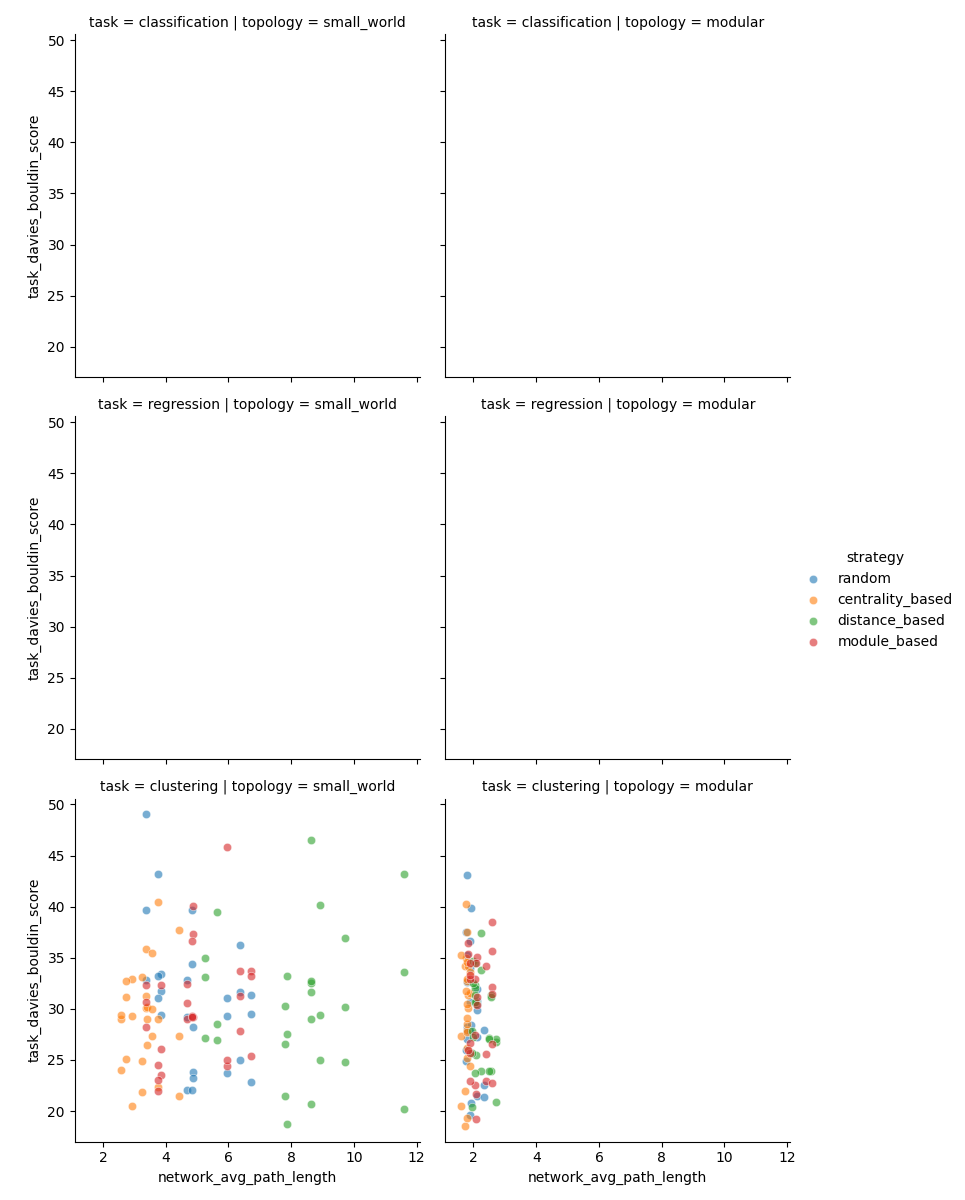 task = classification | topology = small_world
task = classification | topology = modular
50
45
40
35
30
25
20
task_davies_bouldin_score
task = regression | topology = small_world
task = regression | topology = modular
50
45
40
35
30
25
20
task_davies_bouldin_score
strategy
random
centrality_based
distance_based
module_based
task = clustering | topology = small_world
task = clustering | topology = modular
50
45
40
35
30
25
20
task_davies_bouldin_score
2 4 6 8 10 12
network_avg_path_length
2 4 6 8 10 12
network_avg_path_length